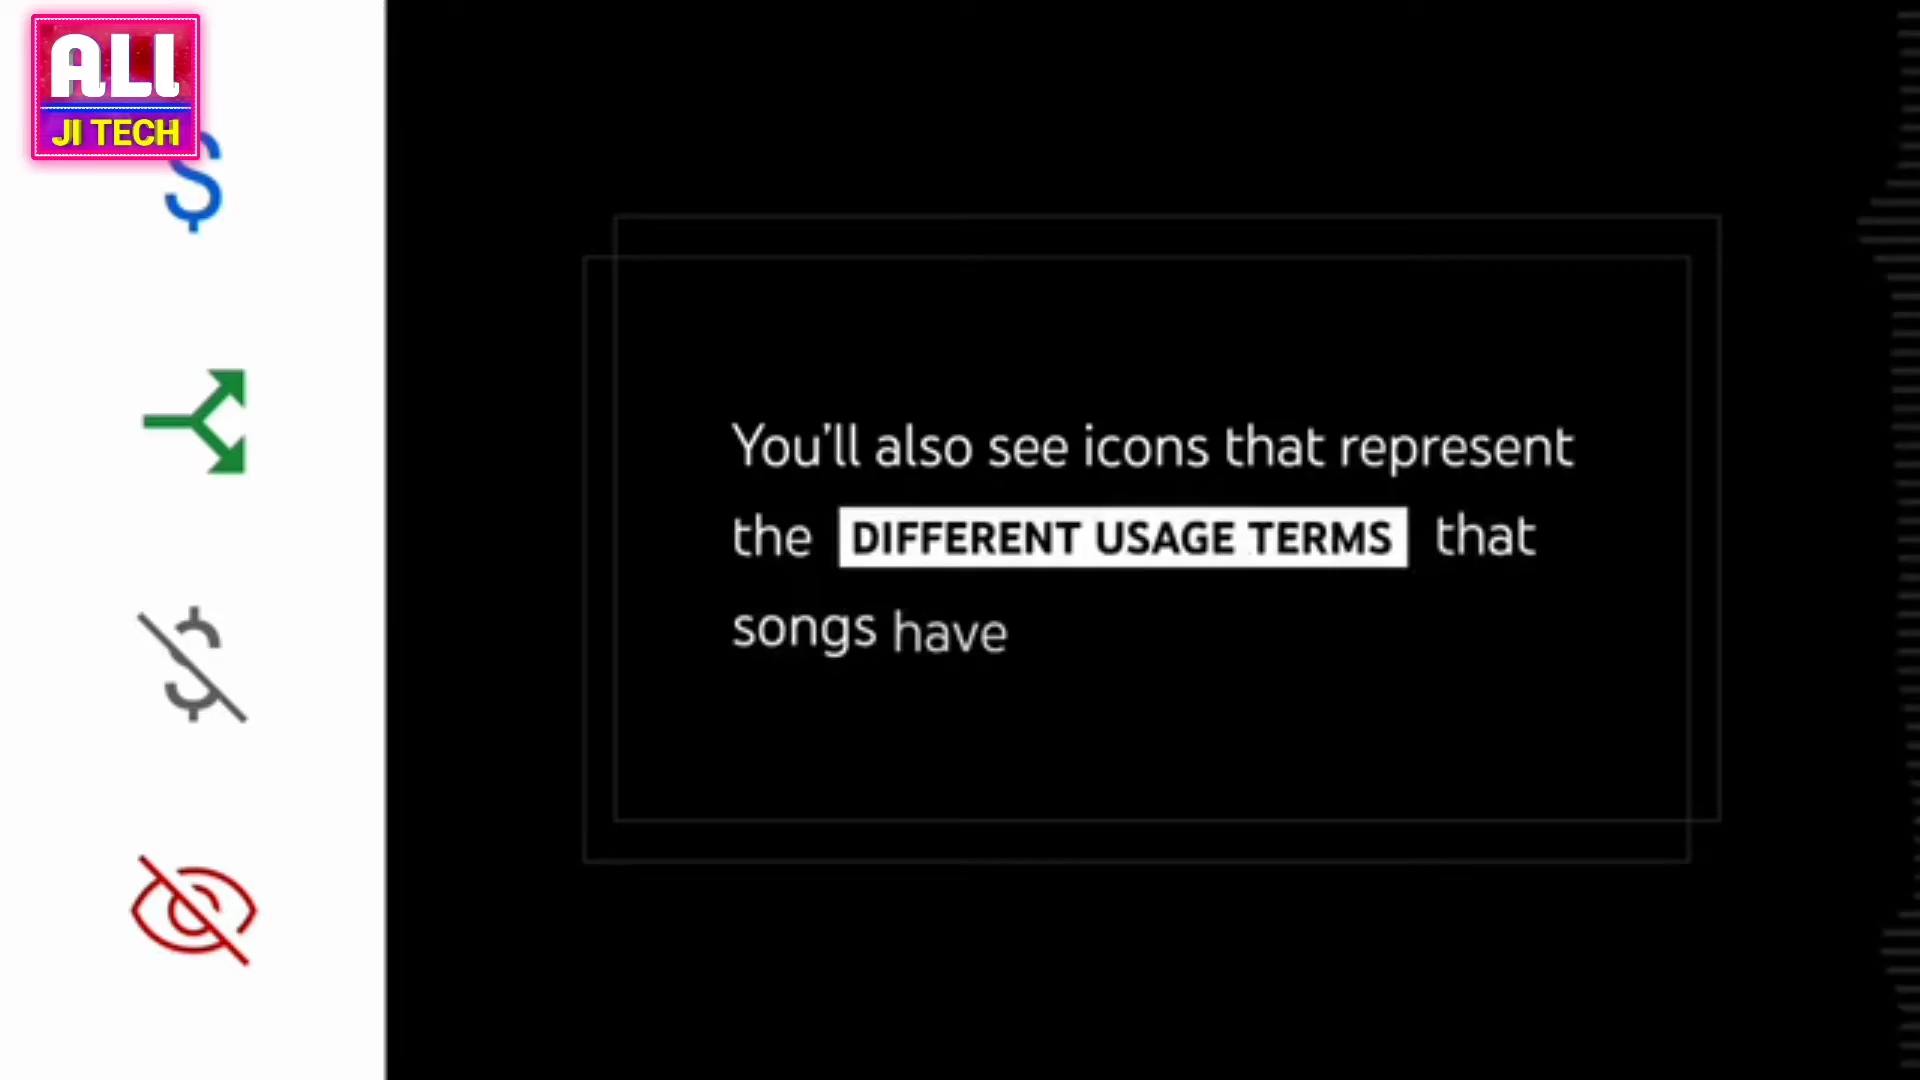 ALL
JI TECH
You'll also see icons that represent
the DIFFERENT USAGE TERMS that
songs have